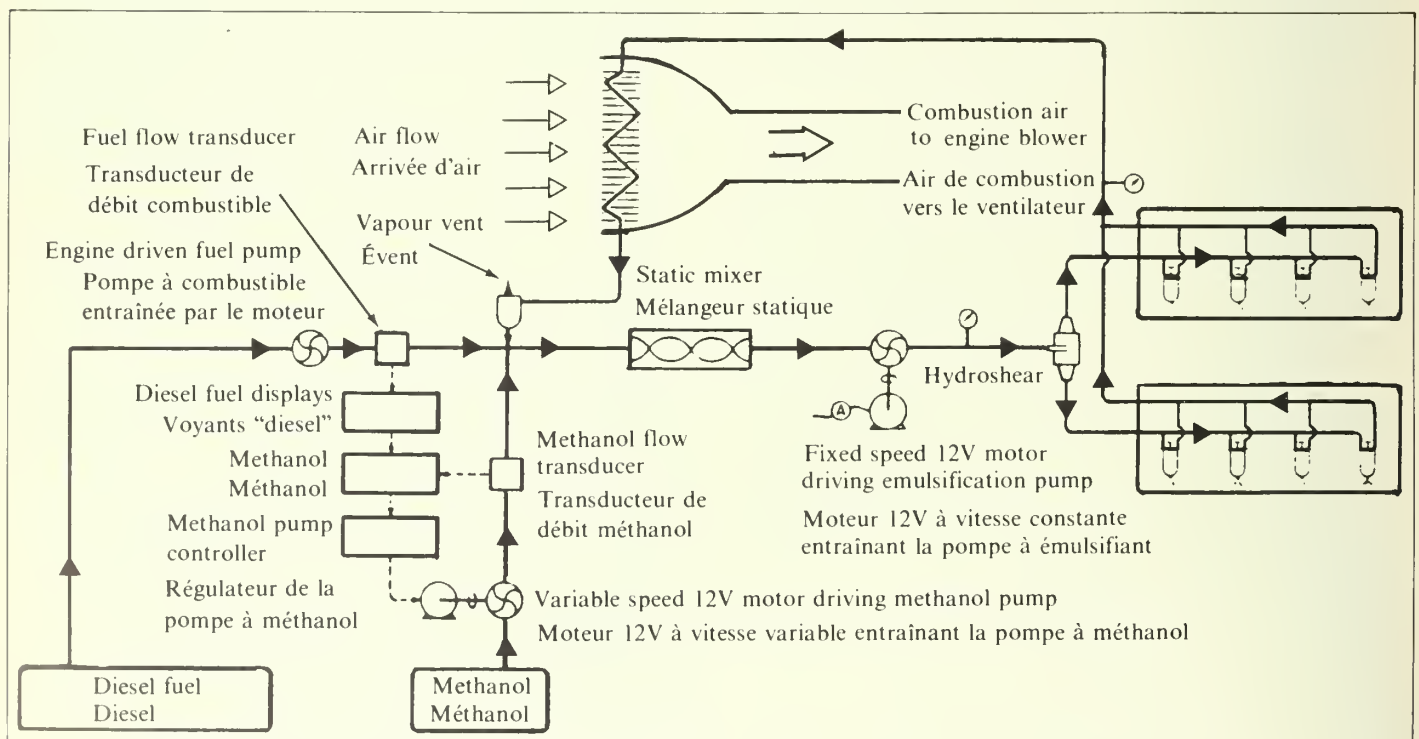 Fuel flow transducer
Transducteur de
débit combustible
Air flow
Arrivée d'air
Combustion air
to engine blower
Air de combustion
vers le ventilateur
Vapour vent
Évent
Engine driven fuel pump
Pompe à combustible
entraînée par le moteur
Static mixer
Mélangeur statique
Hydroshear
Diesel fuel displays
Voyants "diesel"
Methanol
Méthanol
Methanol pump
controller
Régulateur de la
pompe à méthanol
Methanol flow
transducer
Transducteur de
débit méthanol
A
Fixed speed 12V motor
driving emulsification pump
Moteur 12V à vitesse constante
entraînant la pompe à émulsifiant
Variable speed 12V motor driving methanol pump
Moteur 12V à vitesse variable entraînant la pompe à méthanol
Diesel fuel
Diesel
Methanol
Méthanol